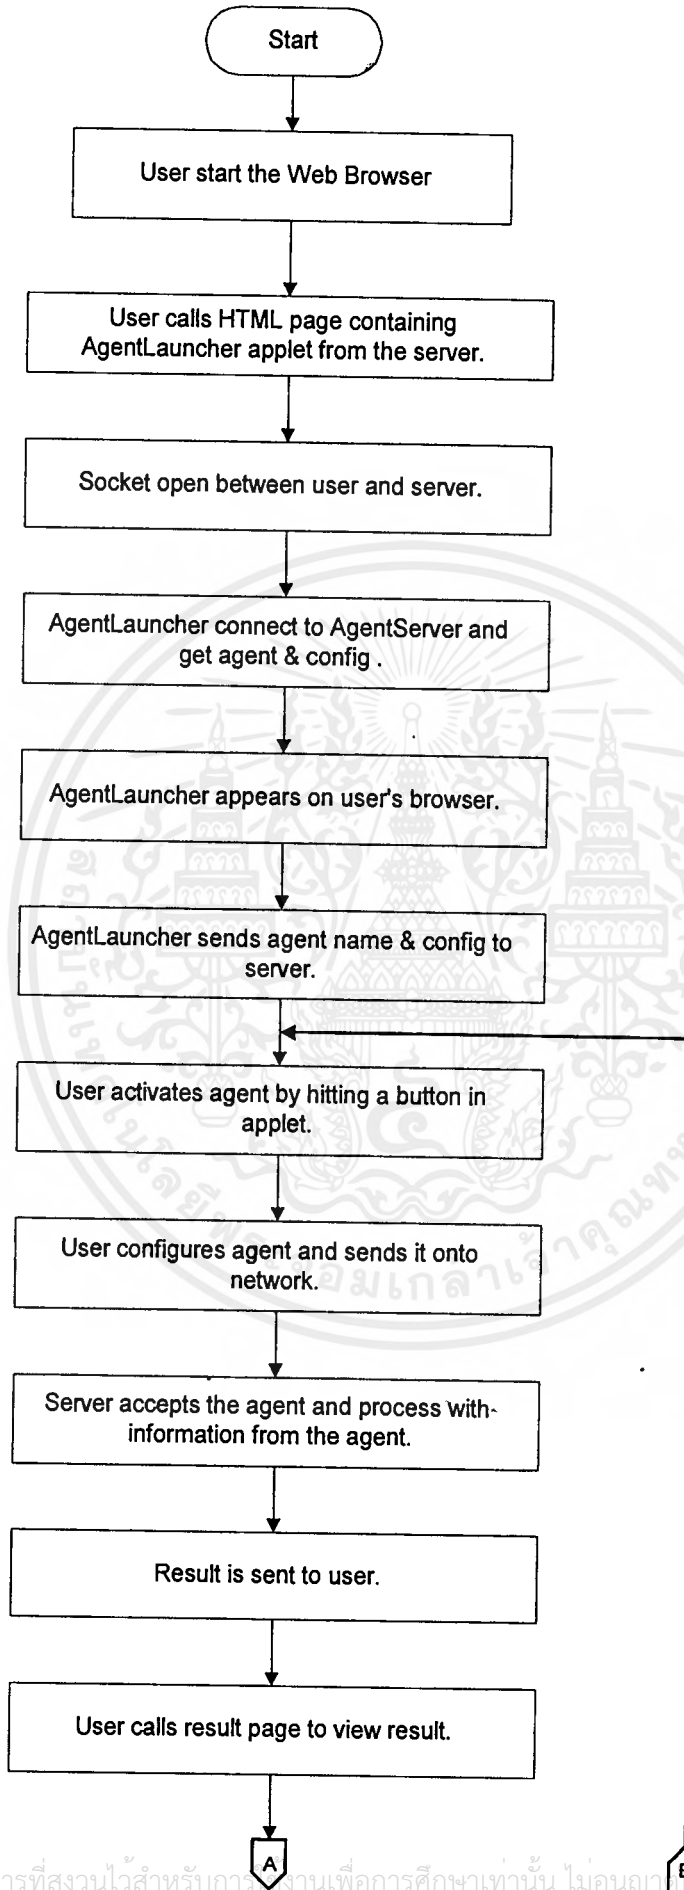 Start
User start the Web Browser
User calls HTML page containing
AgentLauncher applet from the server.
Socket open between user and server.
AgentLauncher connect to AgentServer and
get agent & config .
AgentLauncher appears on user's browser.
AgentLauncher sends agent name & config to
server.
User activates agent by hitting a button in
applet.
User configures agent and sends it onto
network.
Server accepts the agent and process with
information from the agent.
Result is sent to user.
User calls result page to view result.
A